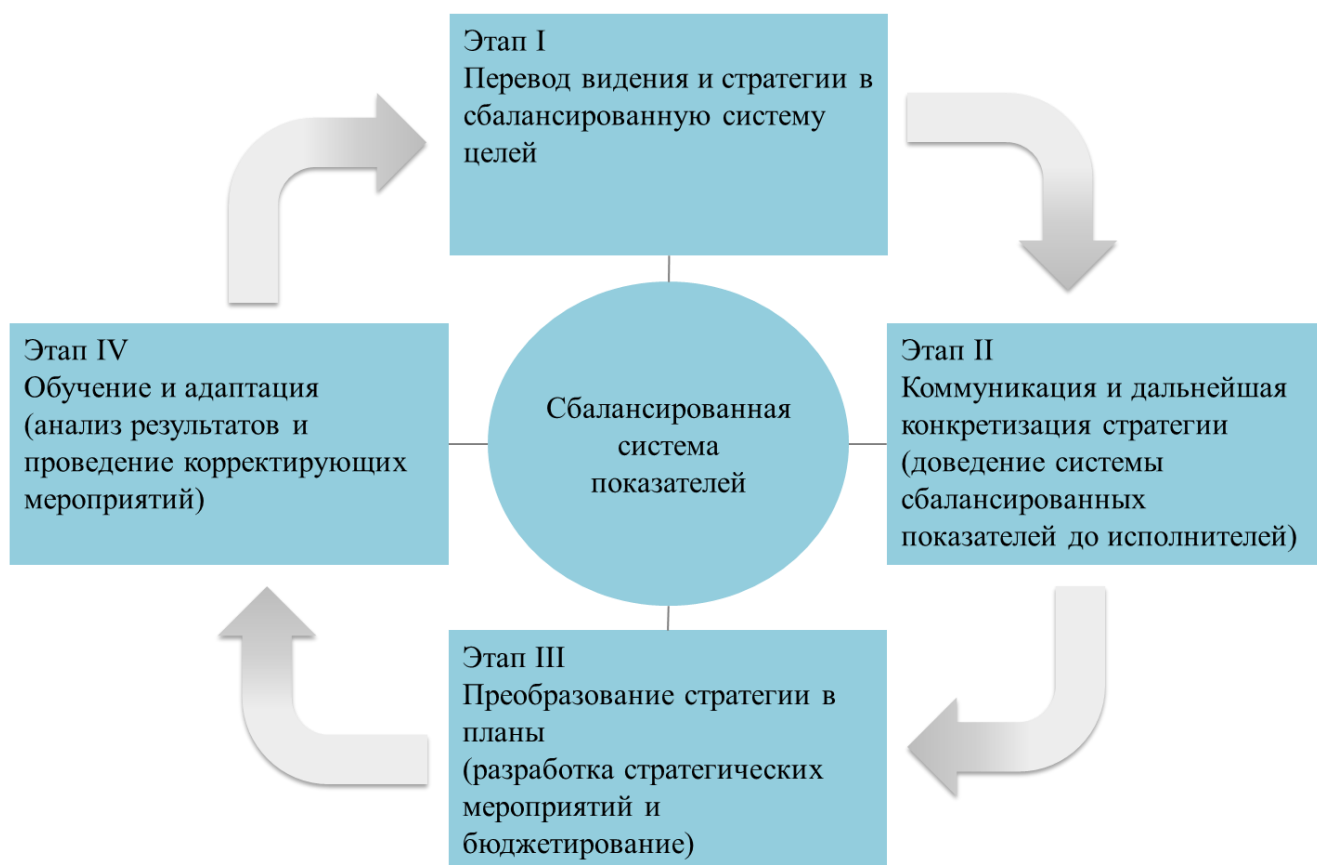 Этап I
Перевод видения и стратегии в
сбалансированную систему
целей
Этап IV
Обучение и адаптация
(анализ результатов и
проведение корректирующих
мероприятий)
Сбалансированная
система
показателей
Этап II
Коммуникация и дальнейшая
конкретизация стратегии
(доведение системы
сбалансированных
показателей до исполнителей)
Этап III
Преобразование стратегии в
планы
(разработка стратегических
мероприятий и
бюджетирование)